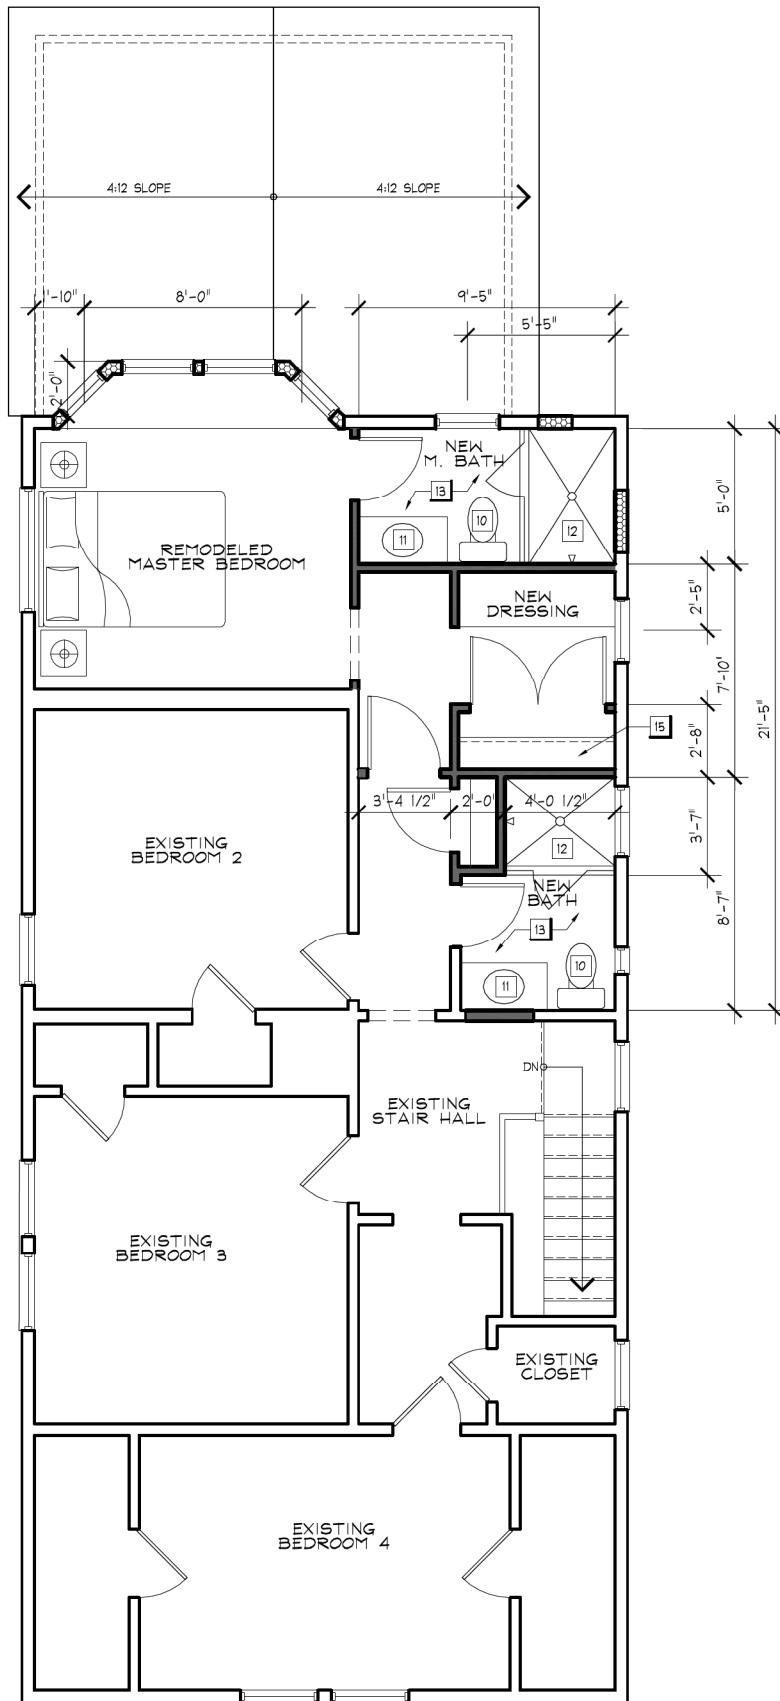 4:12 SLOPE
4:12 SLOPE
1'-10"
8'-0"
9'-5"
5'-5"
2'-0"
NEW
M. BATH
13
10
11
12
5'-0"
REMODELED
MASTER BEDROOM
NEW
DRESSING
2'-5"
7'-10"
21'-5"
15
2'-8"
3'-4 1/2"
2'-0"
4'-0 1/2"
3'-7"
EXISTING
BEDROOM 2
12
NEW
BATH
8'-7"
13
10
11
DN
EXISTING
STAIR HALL
EXISTING
BEDROOM 3
EXISTING
CLOSET
EXISTING
BEDROOM 4